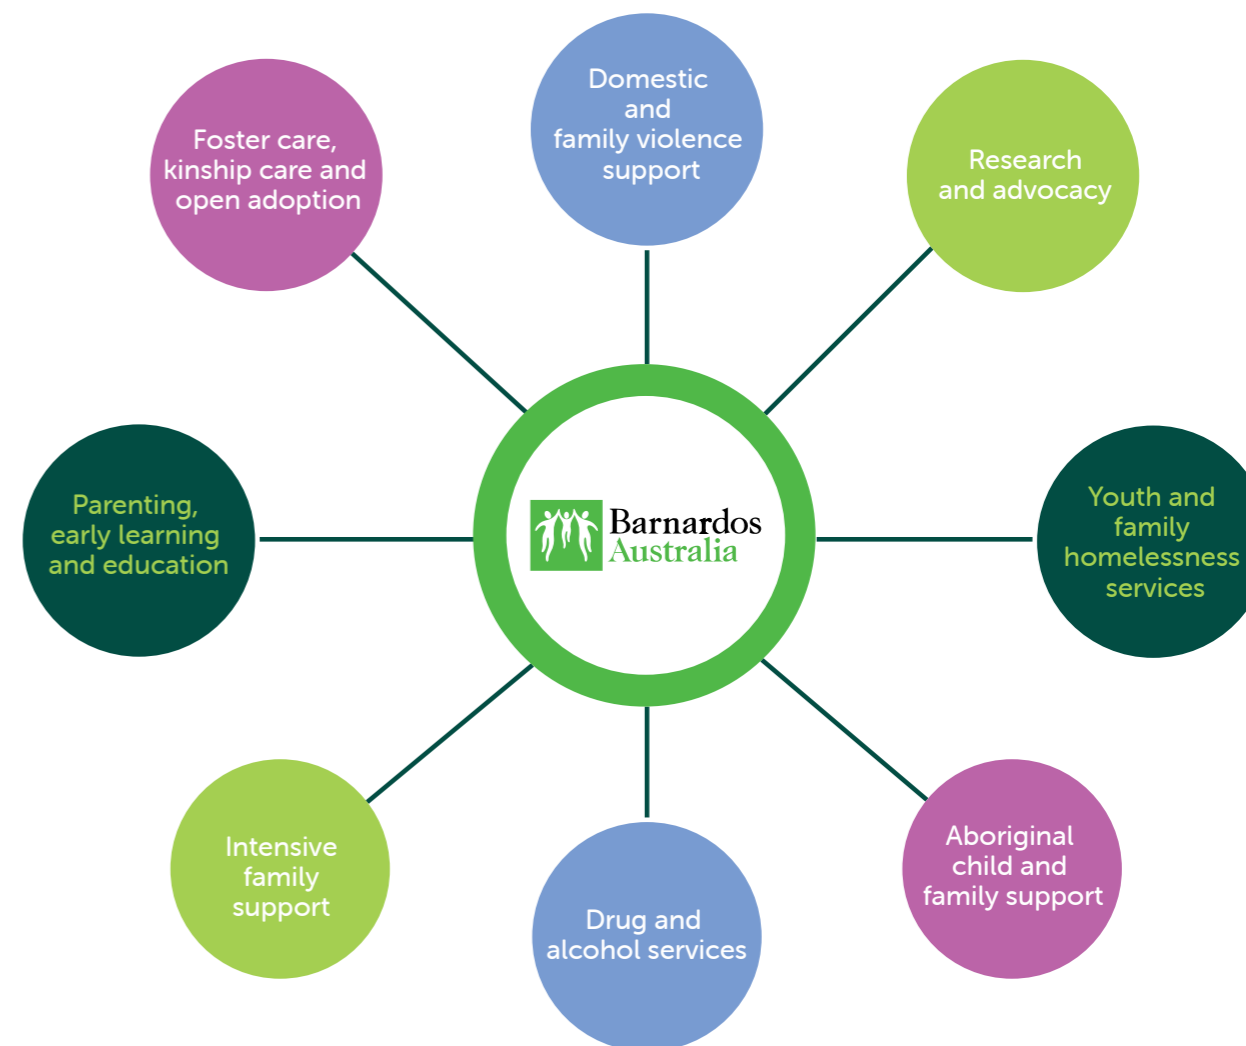 Domestic
and
family violence
support
Research
and advocacy
Youth and
family
homelessness
services
Aboriginal
child and
family support
Drug and
alcohol services
Intensive
family
support
Parenting,
early learning
and education
Foster care,
kinship care and
open adoption
Barnardos
Australia